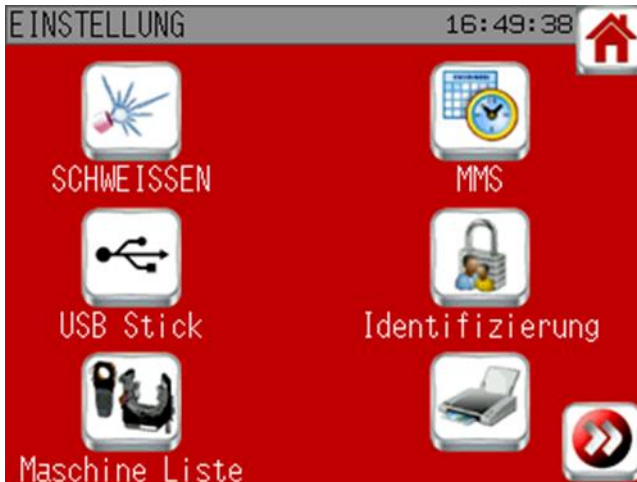 EINSTELLUNG 16:49:38
SCHWEISSEN MMS
USB Stick Identifizierung
Maschine Liste